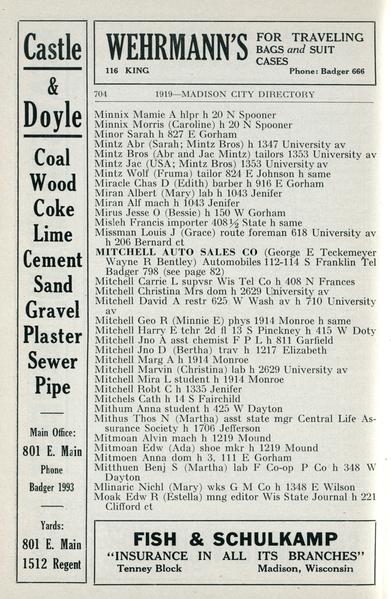 Castle
&
Doyle
Coal
Wood
Coke
Lime
Cement
Sand
Gravel
Plaster
Sewer
Pipe
Main Office:
801 E. Main
Phone
Badger 1993
Yards:
801 E. Main
1512 Regent
WEHRMANN'S FOR TRAVELING
BAGS and SUIT
CASES
116 KING Phone: Badger 666
704 1919—MADISON CITY DIRECTORY
Minnix Mamie A hlpr h 20 N Spooner
Minnix Morris (Caroline) h 20 N Spooner
Minor Sarah h 827 E Gorham
Mintz Abr (Sarah; Mintz Bros) h 1347 University av
Mintz Bros (Abr and Jac Mintz) tailors 1353 University av
Mintz Jac (USA; Mintz Bros) 1353 University av
Mintz Wolf (Fruma) tailor 824 E Johnson h same
Miracle Chas D (Edith) barber h 916 E Gorham
Miran Albert (Mary) lab h 1043 Jenifer
Miran Alf mach h 1043 Jenifer
Mirus Jesse O (Bessie) h 150 W Gorham
Misleh Francis importer 408½ State h same
Missman Louis J (Grace) route foreman 618 University av
h 206 Bernard ct
MITCHELL AUTO SALES CO (George E Teckemeyer
Wayne R Bentley) Automobiles 112-114 S Franklin Tel
Badger 798 (see page 82)
Mitchell Carrie L suprvsr Wis Tel Co h 408 N Frances
Mitchell Christina Mrs dom h 2629 University av
Mitchell David A restr 625 W Wash av h 710 University
av
Mitchell Geo R (Minnie E) phys 1914 Monroe h same
Mitchell Harry E tchr 2d fl 13 S Pinckney h 415 W Doty
Mitchell Jno A asst chemist F P L h 811 Garfield
Mitchell Jno D (Bertha) trav h 1217 Elizabeth
Mitchell Marg A h 1914 Monroe
Mitchell Marvin (Christina) lab h 2629 University av
Mitchell Mira L student h 1914 Monroe
Mitchell Robt C h 1335 Jenifer
Mitchels Cath h 14 S Fairchild
Mithum Anna student h 425 W Dayton
Mithus Thos N (Martha) asst state mgr Central Life As-
surance Society h 1706 Jefferson
Mitmoan Alvin mach h 1219 Mound
Mitmoan Edw (Ada) shoe mkr h 1219 Mound
Mitmoen Anna dom h 3, 111 E Gorham
Mitthuen Benj S (Martha) lab F Co-op P Co h 348 W
Dayton
Mlinaric Nichl (Mary) wks G M Co h 1348 E Wilson
Moak Edw R (Estella) mng editor Wis State Journal h 221
Clifford ct
FISH & SCHULKAMP
"INSURANCE IN ALL ITS BRANCHES"
Tenney Block Madison, Wisconsin